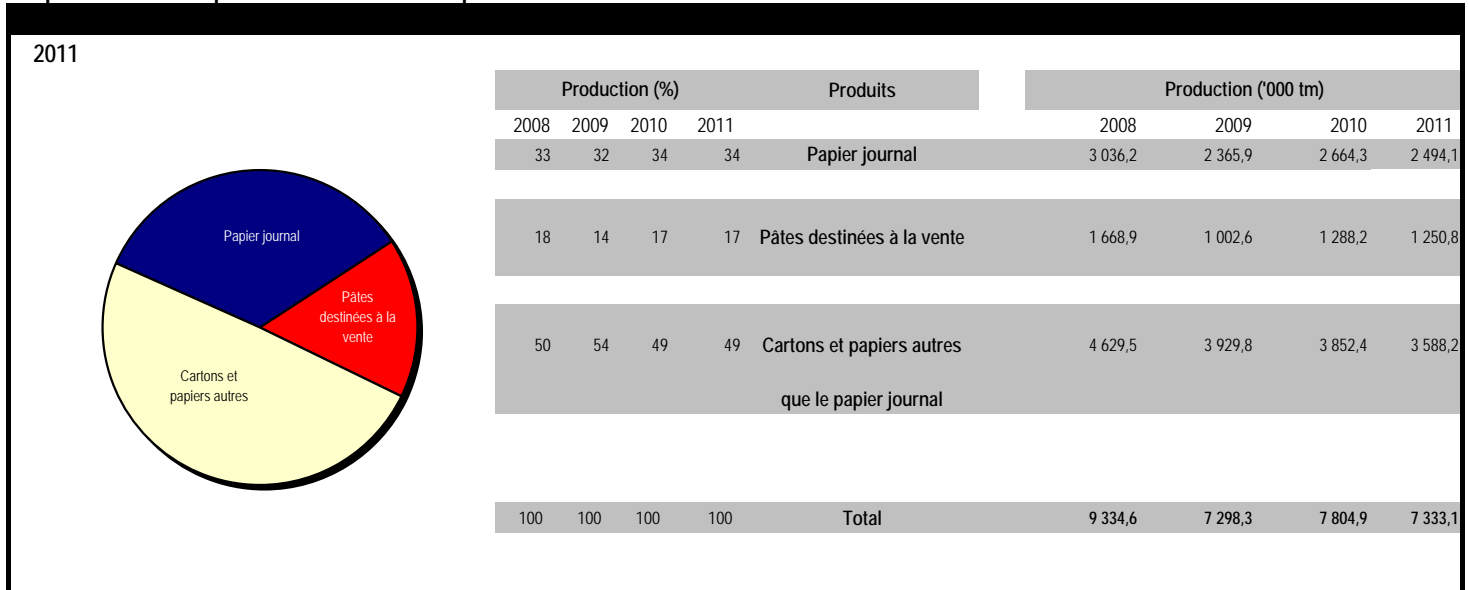 2011
Production (%) Produits Production ('000 tm)
2008 2009 2010 2011 2008 2009 2010 2011
33 32 34 34 Papier journal 3 036,2 2 365,9 2 664,3 2 494,1
Papier journal
18 14 17 17 Pâtes destinées à la vente 1 668,9 1 002,6 1 288,2 1 250,8
Pâtes
destinées à la
vente
50 54 49 49 Cartons et papiers autres 4 629,5 3 929,8 3 852,4 3 588,2
que le papier journal
Cartons et
papiers autres
100 100 100 100 Total 9 334,6 7 298,3 7 804,9 7 333,1